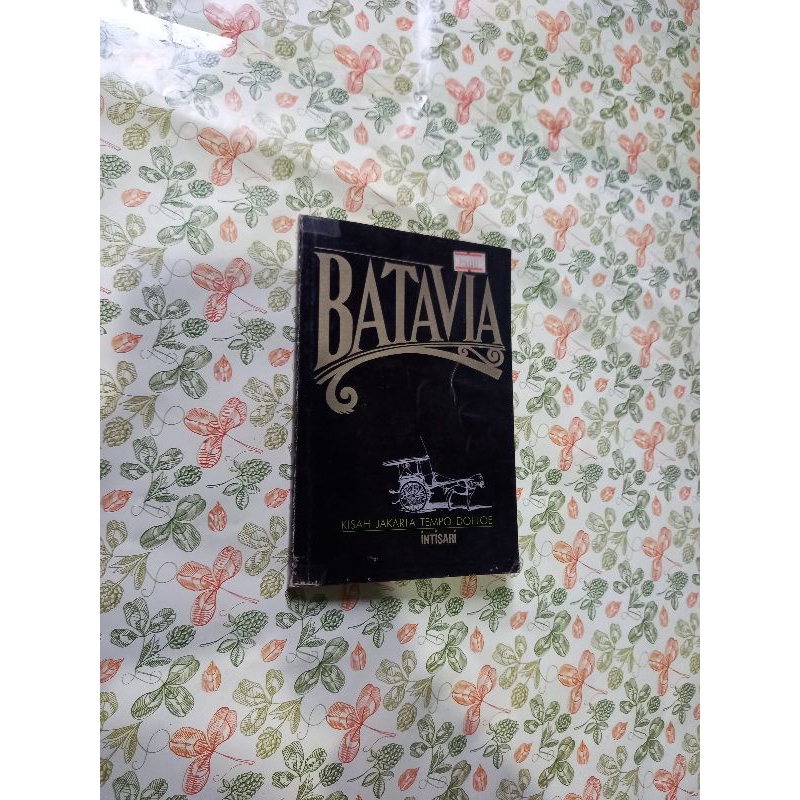 BATAVIA
KISAH JAKARTA TEMPO DOELOE
INTISARI